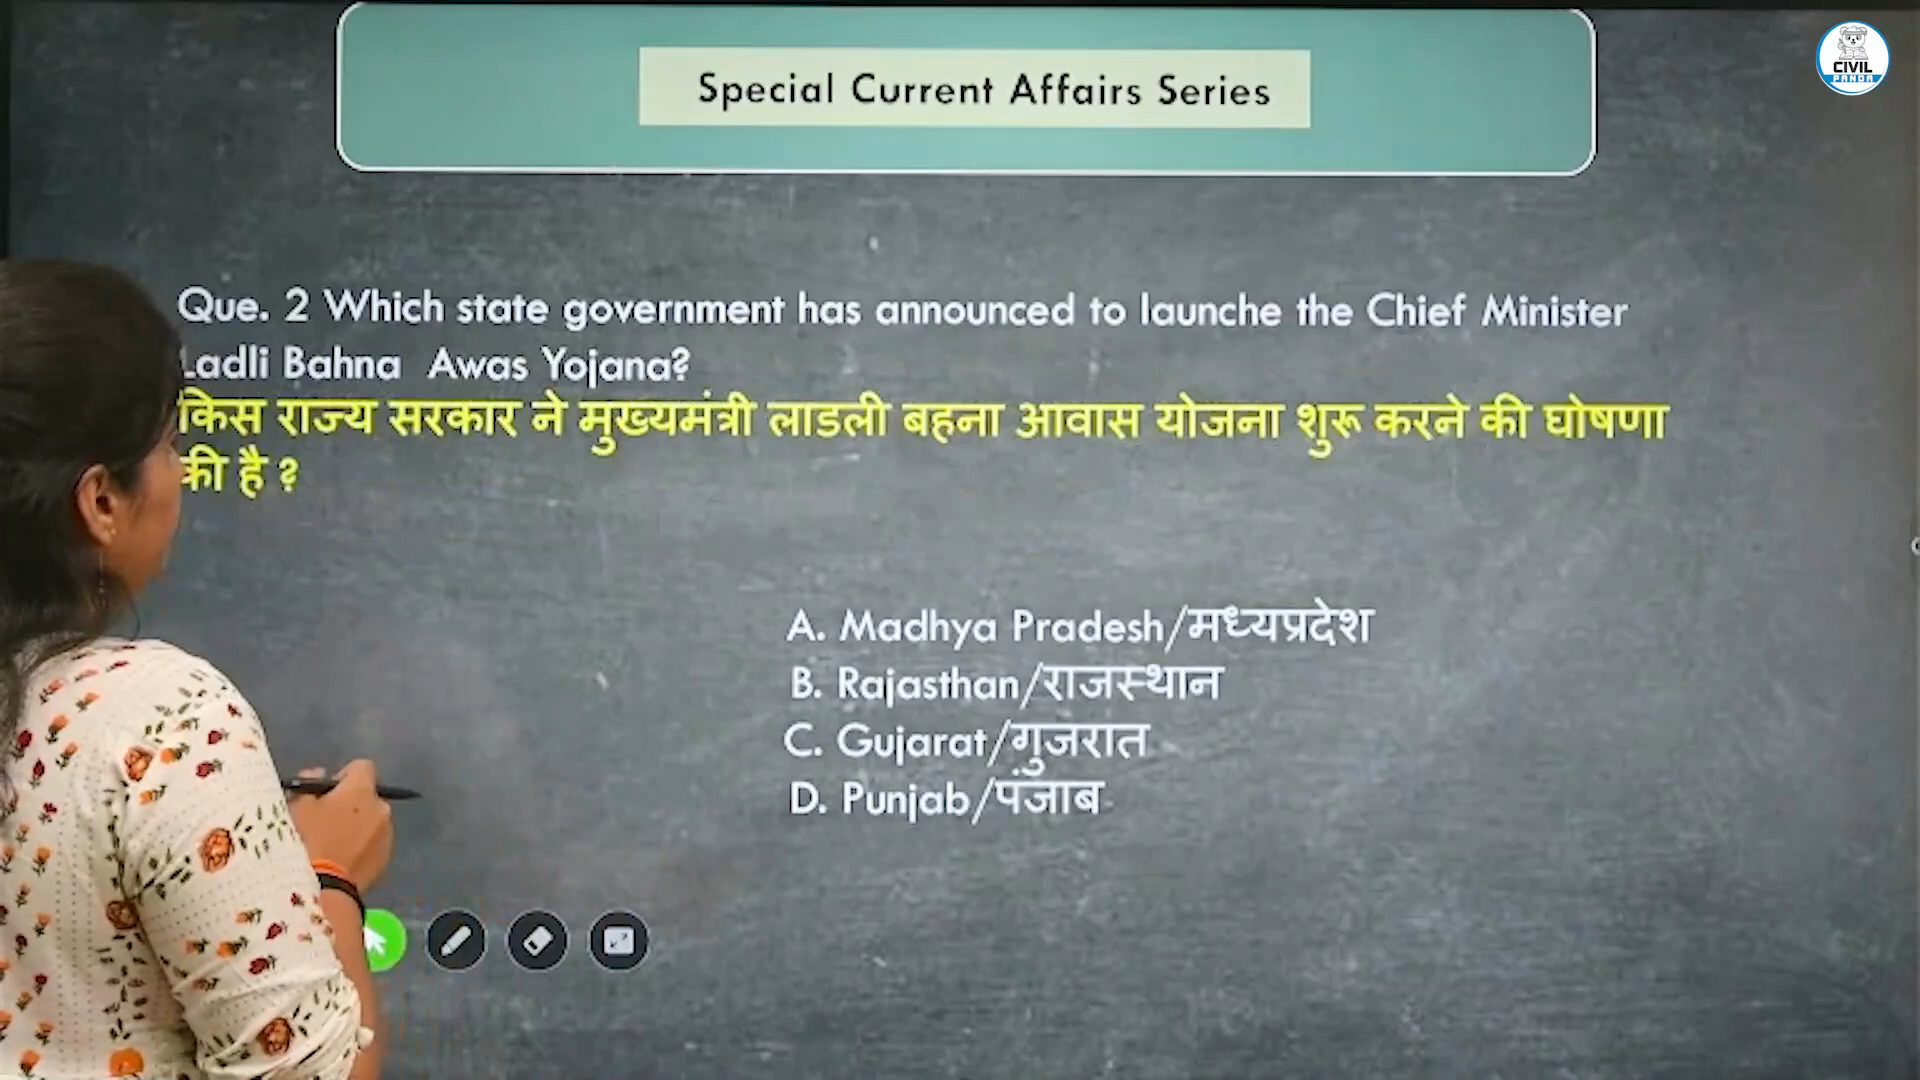 CIVIL
PANDA
Special Current Affairs Series
Que. 2 Which state government has announced to launche the Chief Minister
Ladli Bahna Awas Yojana?
किस राज्य सरकार ने मुख्यमंत्री लाडली बहना आवास योजना शुरू करने की घोषणा
की है ?
A. Madhya Pradesh/मध्यप्रदेश
B. Rajasthan/राजस्थान
C. Gujarat/गुजरात
D. Punjab/पंजाब